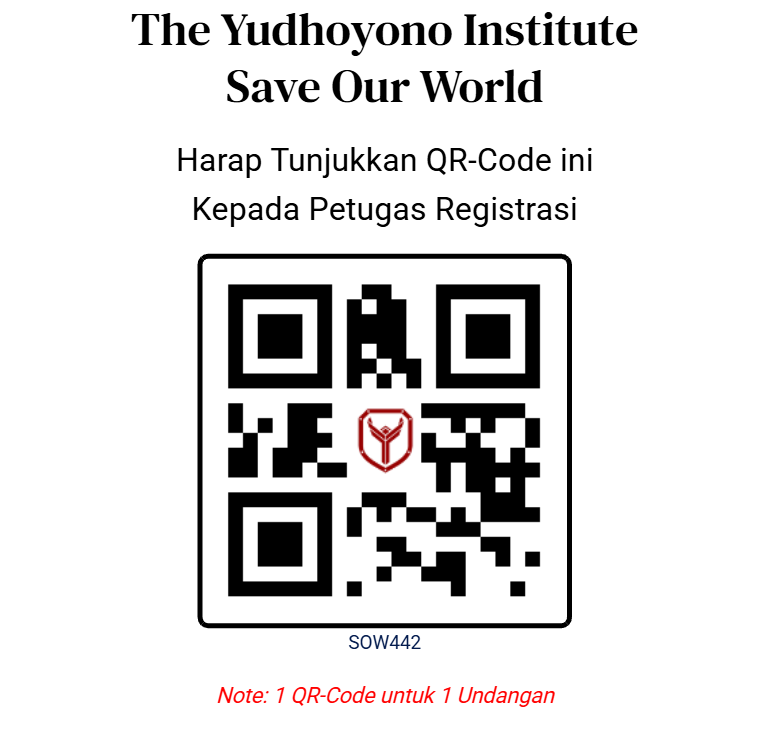 The Yudhoyono Institute
Save Our World
Harap Tunjukkan QR-Code ini
Kepada Petugas Registrasi
SOW442
Note: 1 QR-Code untuk 1 Undangan